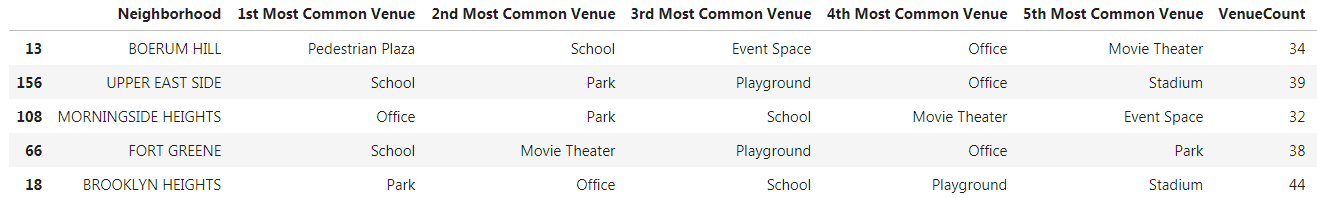 Neighborhood 1st Most Common Venue 2nd Most Common Venue 3rd Most Common Venue 4th Most Common Venue 5th Most Common Venue VenueCount
13 BOERUM HILL Pedestrian Plaza School Event Space Office Movie Theater 34
156 UPPER EAST SIDE School Park Playground Office Stadium 39
108 MORNINGSIDE HEIGHTS Office Park School Movie Theater Event Space 32
66 FORT GREENE School Movie Theater Playground Office Park 38
18 BROOKLYN HEIGHTS Park Office School Playground Stadium 44